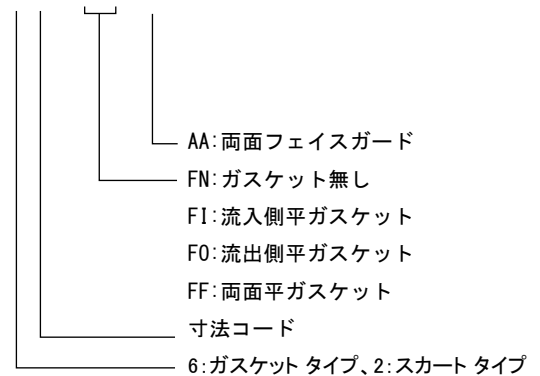 AA:両面フェイスガード
FN:ガスケット無し
FI:流入側平ガスケット
FO:流出側平ガスケット
FF:両面平ガスケット
寸法コード
6:ガスケット タイプ、2:スカート タイプ